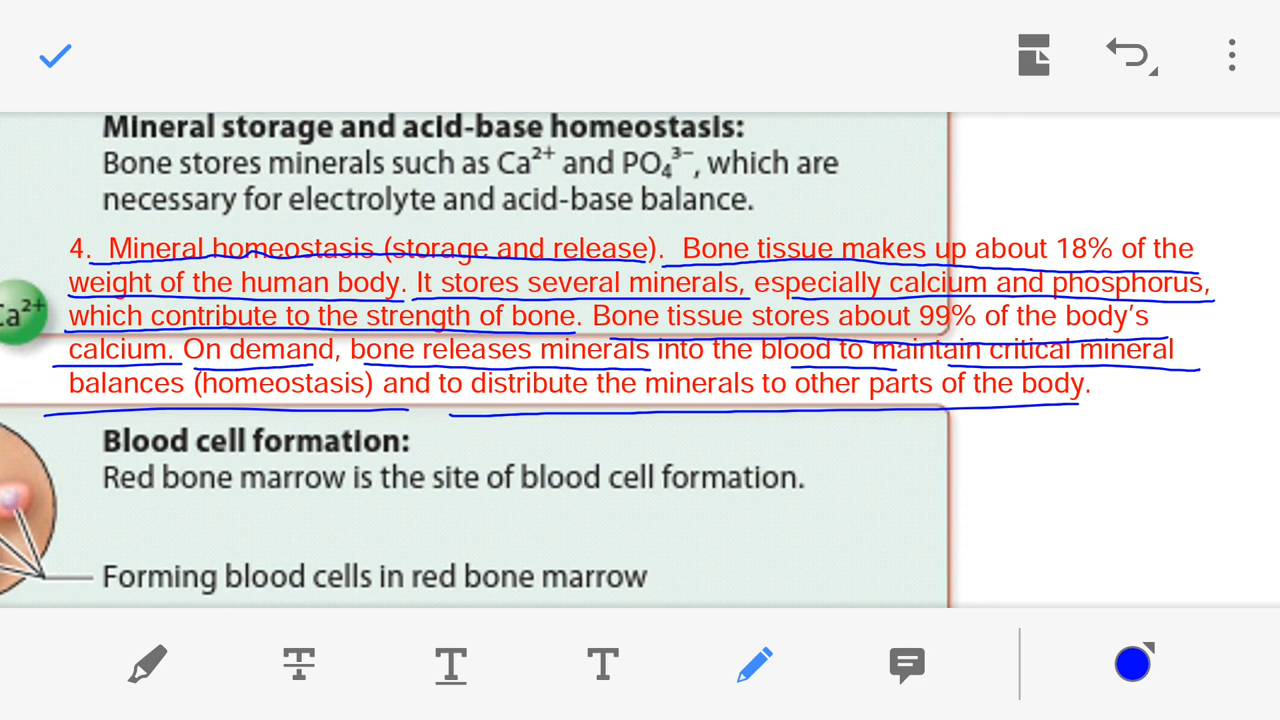 Mineral storage and acid-base homeostasis:
Bone stores minerals such as Ca²⁺ and PO₄³⁻, which are
necessary for electrolyte and acid-base balance.
4. Mineral homeostasis (storage and release). Bone tissue makes up about 18% of the
weight of the human body. It stores several minerals, especially calcium and phosphorus,
Ca²⁺
which contribute to the strength of bone. Bone tissue stores about 99% of the body’s
calcium. On demand, bone releases minerals into the blood to maintain critical mineral
balances (homeostasis) and to distribute the minerals to other parts of the body.
Blood cell formation:
Red bone marrow is the site of blood cell formation.
Forming blood cells in red bone marrow